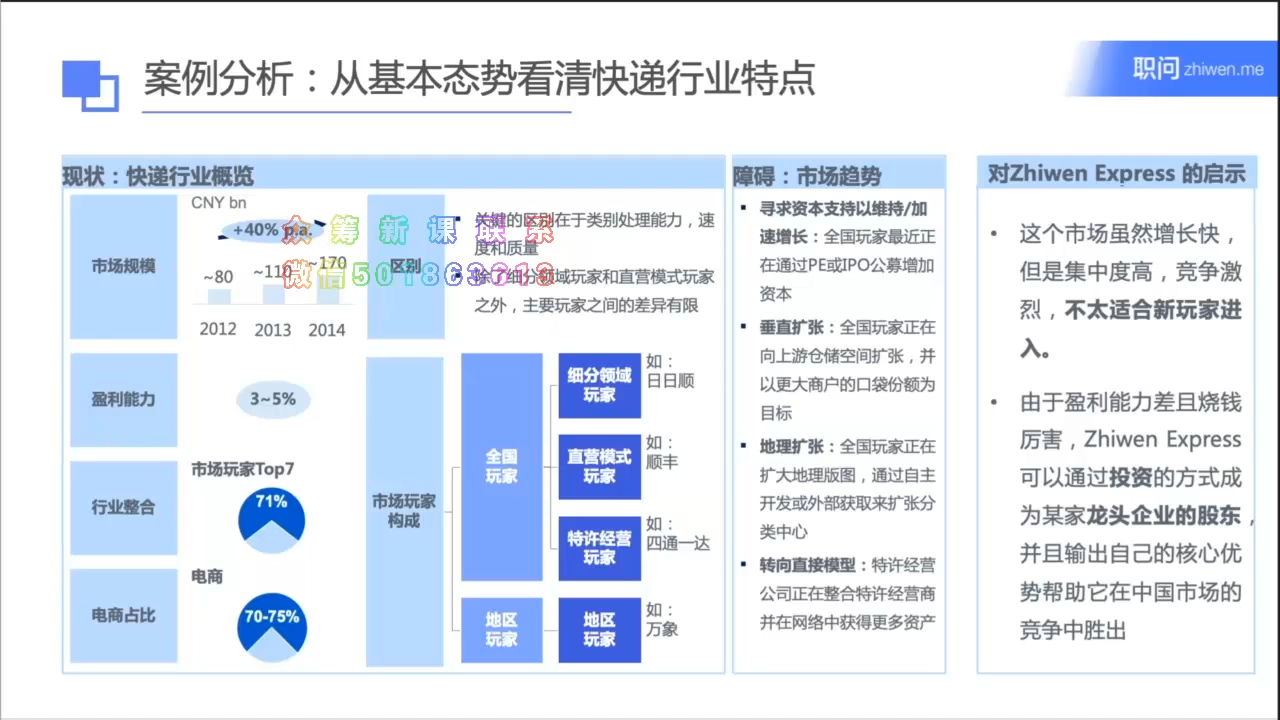 案例分析：从基本态势看清快递行业特点
职问 zhiwen.me
现状：快递行业概览
市场规模
CNY bn
+40% p.a.
~80
~110
~170
2012
2013
2014
区别
关键的区别在于类别处理能力，速
度和质量
除了细分领域玩家和直营模式玩家
之外，主要玩家之间的差异有限
众筹新课联系
盈利能力
3~5%
行业整合
市场玩家Top7
71%
电商占比
电商
70-75%
市场玩家
构成
全国
玩家
细分领域
玩家
如：
日日顺
直营模式
玩家
如：
顺丰
特许经营
玩家
如：
四通一达
地区
玩家
地区
玩家
如：
万象
障碍：市场趋势
寻求资本支持以维持/加
速增长：全国玩家最近正
在通过PE或IPO公募增加
资本
垂直扩张：全国玩家正在
向上游仓储空间扩张，并
以更大商户的口袋份额为
目标
地理扩张：全国玩家正在
扩大地理版图，通过自主
开发或外部获取来扩张分
类中心
转向直接模型：特许经营
公司正在整合特许经营商
并在网络中获得更多资产
对Zhiwen Express 的启示
这个市场虽然增长快，
但是集中度高，竞争激
烈，不太适合新玩家进
入。
由于盈利能力差且烧钱
厉害，Zhiwen Express
可以通过投资的方式成
为某家龙头企业的股东，
并且输出自己的核心优
势帮助它在中国市场的
竞争中胜出